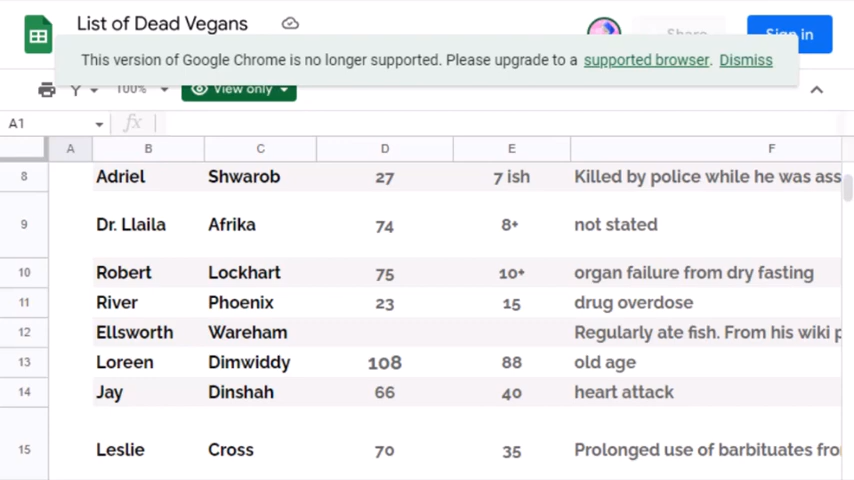 List of Dead Vegans
Share
Sign in
This version of Google Chrome is no longer supported. Please upgrade to a supported browser. Dismiss
100% View only
A1 fx
A B C D E F
8 Adriel Shwarob 27 7 ish Killed by police while he was ass
9 Dr. Llaila Afrika 74 8+ not stated
10 Robert Lockhart 75 10+ organ failure from dry fasting
11 River Phoenix 23 15 drug overdose
12 Ellsworth Wareham Regularly ate fish. From his wiki p
13 Loreen Dimwiddy 108 88 old age
14 Jay Dinshah 66 40 heart attack
15 Leslie Cross 70 35 Prolonged use of barbituates fro